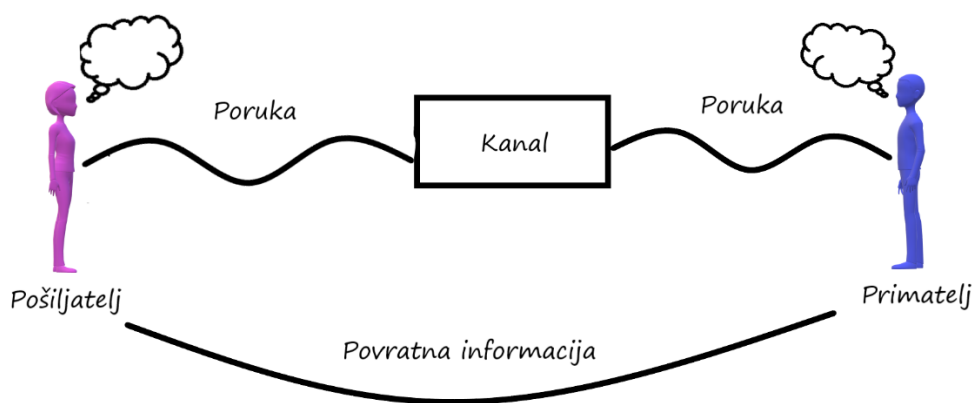 Poruka
Kanal
Poruka
Pošiljatelj
Primatelj
Povratna informacija